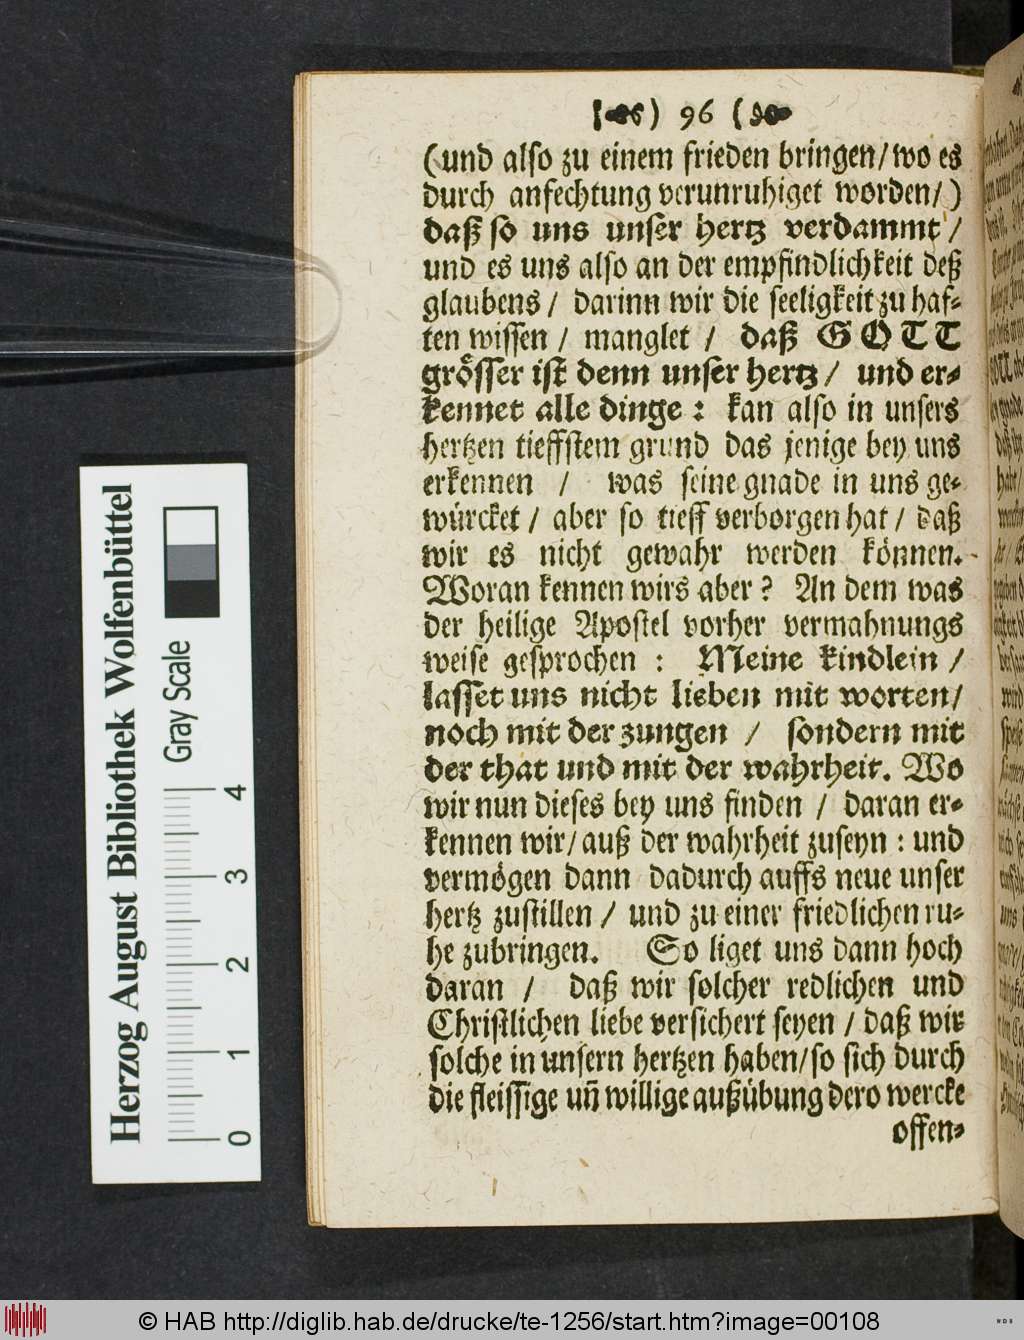 ) 96 (
(und also zu einem frieden bringen/wo es
durch anfechtung verunruhiget worden/)
daß so uns unser hertz verdammt/
und es uns also an der empfindlichkeit deß
glaubens / darinn wir die seeligkeit zu haf-
ten wissen / manglet / daß GOTT
grösser ist denn unser hertz / und er-
kennet alle dinge : kan also in unsers
hertzen tieffstem grund das jenige bey uns
erkennen / was seine gnade in uns ge-
würcket / aber so tieff verborgen hat / daß
wir es nicht gewahr werden können.
Woran kennen wirs aber ? An dem was
der heilige Apostel vorher vermahnungs
weise gesprochen : Meine kindlein /
lasset uns nicht lieben mit worten/
noch mit der zungen / sondern mit
der that und mit der wahrheit. Wo
wir nun dieses bey uns finden / daran er-
kennen wir/ auß der wahrheit zuseyn : und
vermögen dann dadurch auffs neue unser
hertz zustillen / und zu einer friedlichen ru-
he zubringen. So liget uns dann hoch
daran / daß wir solcher redlichen und
Christlichen liebe versichert seyen / daß wir
solche in unsern hertzen haben/so sich durch
die fleissige uñ willige außübung dero wercke
offen-
Herzog August Bibliothek Wolfenbüttel
Gray Scale
0 1 2 3 4
© HAB http://diglib.hab.de/drucke/te-1256/start.htm?image=00108